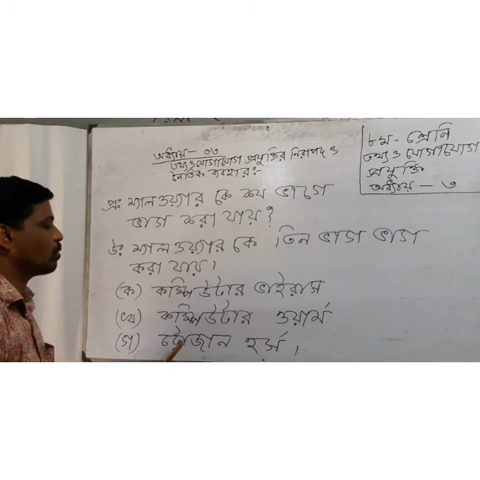 অধ্যায় - ০৩
তথ্য ও যোগাযোগ প্রযুক্তির নিরাপদ ও
নৈতিক ব্যবহার:-
প্র: ম্যালওয়্যার কে কয় ভাগে
ভাগ করা যায়?
উ: ম্যালওয়্যার কে তিন ভাগে ভাগ
করা যায়।
(ক) কম্পিউটার ভাইরাস
(খ) কম্পিউটার ওয়ার্ম
(গ) ট্রোজান হর্স।
৮ম - শ্রেনি
তথ্য ও যোগাযোগ
প্রযুক্তি
অধ্যায় - ৩